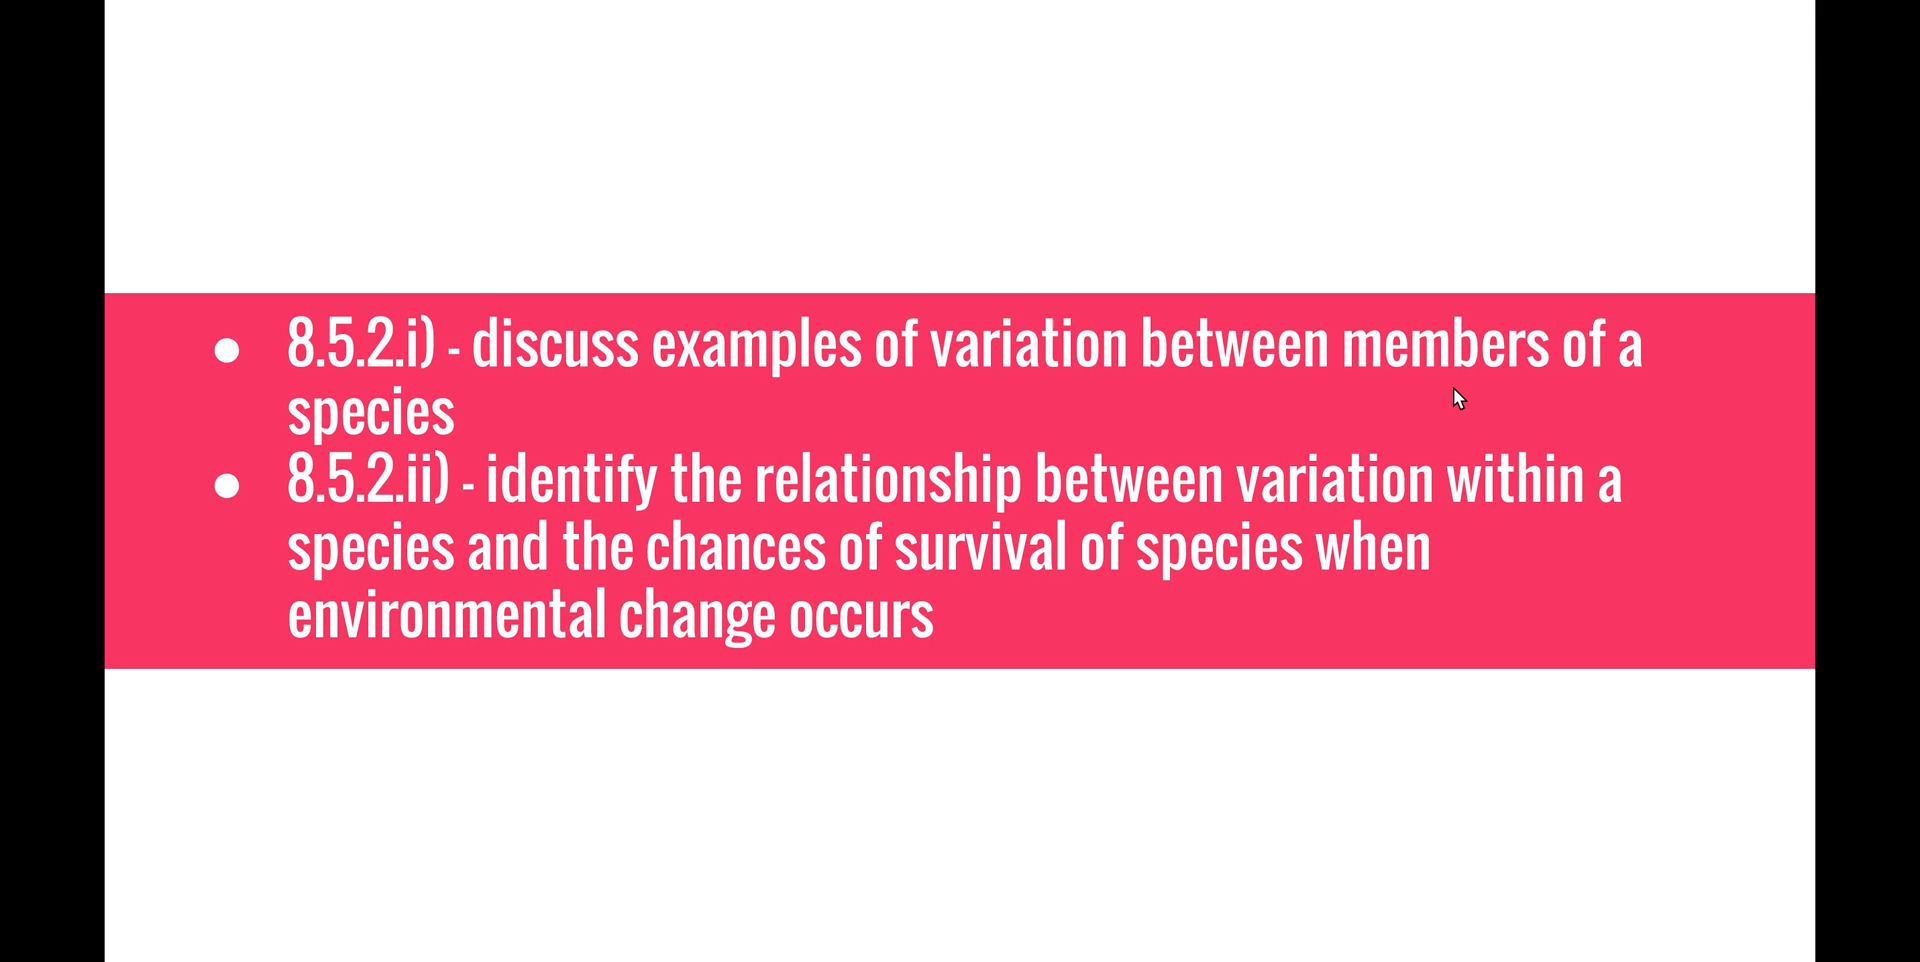 ● 8.5.2.i) - discuss examples of variation between members of a
species
● 8.5.2.ii) - identify the relationship between variation within a
species and the chances of survival of species when
environmental change occurs